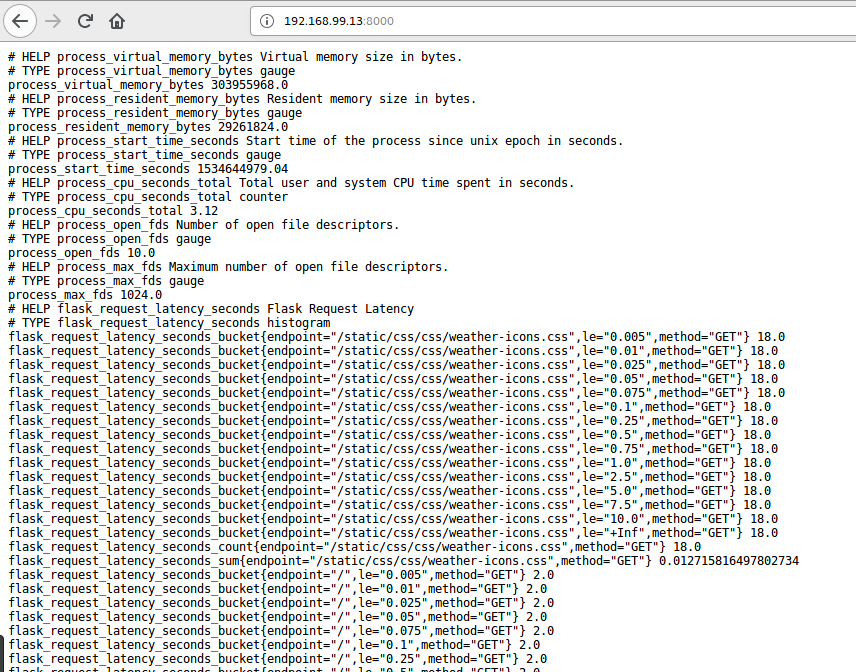 192.168.99.13:8000
# HELP process_virtual_memory_bytes Virtual memory size in bytes.
# TYPE process_virtual_memory_bytes gauge
process_virtual_memory_bytes 303955968.0
# HELP process_resident_memory_bytes Resident memory size in bytes.
# TYPE process_resident_memory_bytes gauge
process_resident_memory_bytes 29261824.0
# HELP process_start_time_seconds Start time of the process since unix epoch in seconds.
# TYPE process_start_time_seconds gauge
process_start_time_seconds 1534644979.04
# HELP process_cpu_seconds_total Total user and system CPU time spent in seconds.
# TYPE process_cpu_seconds_total counter
process_cpu_seconds_total 3.12
# HELP process_open_fds Number of open file descriptors.
# TYPE process_open_fds gauge
process_open_fds 10.0
# HELP process_max_fds Maximum number of open file descriptors.
# TYPE process_max_fds gauge
process_max_fds 1024.0
# HELP flask_request_latency_seconds Flask Request Latency
# TYPE flask_request_latency_seconds histogram
flask_request_latency_seconds_bucket{endpoint="/static/css/css/weather-icons.css",le="0.005",method="GET"} 18.0
flask_request_latency_seconds_bucket{endpoint="/static/css/css/weather-icons.css",le="0.01",method="GET"} 18.0
flask_request_latency_seconds_bucket{endpoint="/static/css/css/weather-icons.css",le="0.025",method="GET"} 18.0
flask_request_latency_seconds_bucket{endpoint="/static/css/css/weather-icons.css",le="0.05",method="GET"} 18.0
flask_request_latency_seconds_bucket{endpoint="/static/css/css/weather-icons.css",le="0.075",method="GET"} 18.0
flask_request_latency_seconds_bucket{endpoint="/static/css/css/weather-icons.css",le="0.1",method="GET"} 18.0
flask_request_latency_seconds_bucket{endpoint="/static/css/css/weather-icons.css",le="0.25",method="GET"} 18.0
flask_request_latency_seconds_bucket{endpoint="/static/css/css/weather-icons.css",le="0.5",method="GET"} 18.0
flask_request_latency_seconds_bucket{endpoint="/static/css/css/weather-icons.css",le="0.75",method="GET"} 18.0
flask_request_latency_seconds_bucket{endpoint="/static/css/css/weather-icons.css",le="1.0",method="GET"} 18.0
flask_request_latency_seconds_bucket{endpoint="/static/css/css/weather-icons.css",le="2.5",method="GET"} 18.0
flask_request_latency_seconds_bucket{endpoint="/static/css/css/weather-icons.css",le="5.0",method="GET"} 18.0
flask_request_latency_seconds_bucket{endpoint="/static/css/css/weather-icons.css",le="7.5",method="GET"} 18.0
flask_request_latency_seconds_bucket{endpoint="/static/css/css/weather-icons.css",le="10.0",method="GET"} 18.0
flask_request_latency_seconds_bucket{endpoint="/static/css/css/weather-icons.css",le="+Inf",method="GET"} 18.0
flask_request_latency_seconds_count{endpoint="/static/css/css/weather-icons.css",method="GET"} 18.0
flask_request_latency_seconds_sum{endpoint="/static/css/css/weather-icons.css",method="GET"} 0.012715816497802734
flask_request_latency_seconds_bucket{endpoint="/",le="0.005",method="GET"} 2.0
flask_request_latency_seconds_bucket{endpoint="/",le="0.01",method="GET"} 2.0
flask_request_latency_seconds_bucket{endpoint="/",le="0.025",method="GET"} 2.0
flask_request_latency_seconds_bucket{endpoint="/",le="0.05",method="GET"} 2.0
flask_request_latency_seconds_bucket{endpoint="/",le="0.075",method="GET"} 2.0
flask_request_latency_seconds_bucket{endpoint="/",le="0.1",method="GET"} 2.0
flask_request_latency_seconds_bucket{endpoint="/",le="0.25",method="GET"} 2.0
flask_request_latency_seconds_bucket{endpoint="/",le="0.5",method="GET"} 2.0